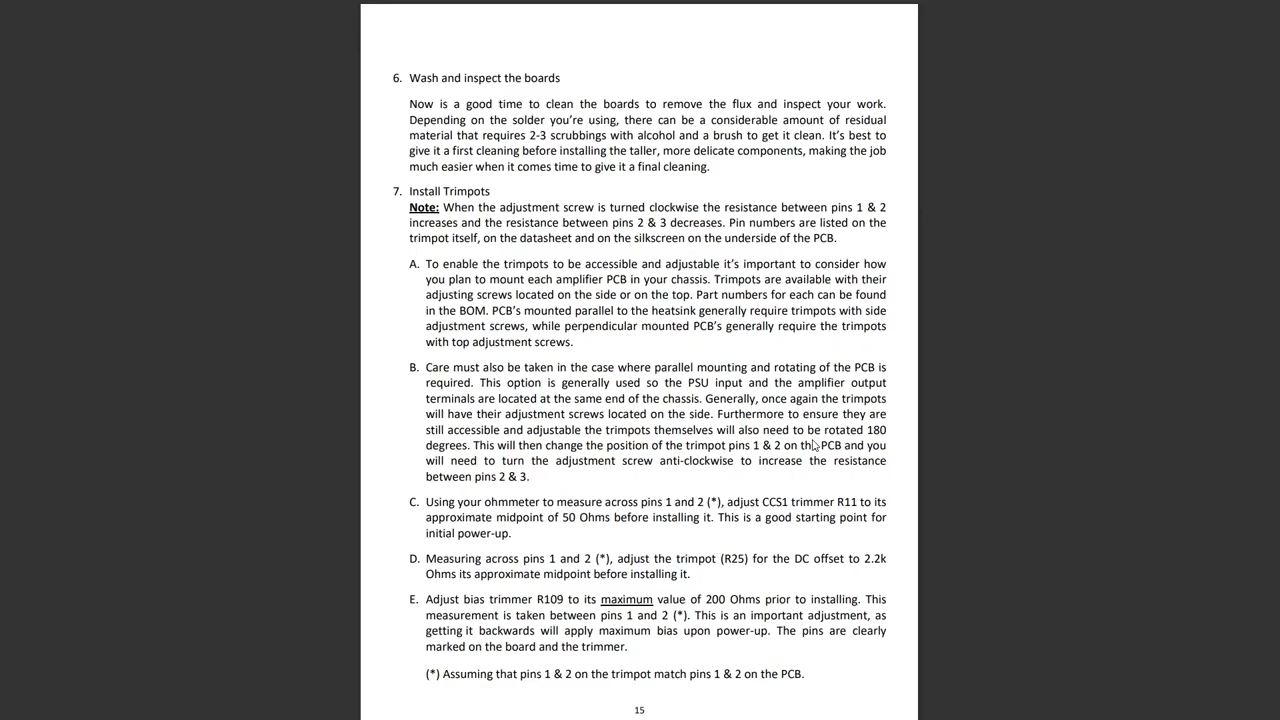 6. Wash and inspect the boards
Now is a good time to clean the boards to remove the flux and inspect your work.
Depending on the solder you’re using, there can be a considerable amount of residual
material that requires 2-3 scrubbings with alcohol and a brush to get it clean. It’s best to
give it a first cleaning before installing the taller, more delicate components, making the job
much easier when it comes time to give it a final cleaning.
7. Install Trimpots
Note: When the adjustment screw is turned clockwise the resistance between pins 1 & 2
increases and the resistance between pins 2 & 3 decreases. Pin numbers are listed on the
trimpot itself, on the datasheet and on the silkscreen on the underside of the PCB.
A. To enable the trimpots to be accessible and adjustable it’s important to consider how
you plan to mount each amplifier PCB in your chassis. Trimpots are available with their
adjusting screws located on the side or on the top. Part numbers for each can be found
in the BOM. PCB’s mounted parallel to the heatsink generally require trimpots with side
adjustment screws, while perpendicular mounted PCB’s generally require the trimpots
with top adjustment screws.
B. Care must also be taken in the case where parallel mounting and rotating of the PCB is
required. This option is generally used so the PSU input and the amplifier output
terminals are located at the same end of the chassis. Generally, once again the trimpots
will have their adjustment screws located on the side. Furthermore to ensure they are
still accessible and adjustable the trimpots themselves will also need to be rotated 180
degrees. This will then change the position of the trimpot pins 1 & 2 on the PCB and you
will need to turn the adjustment screw anti-clockwise to increase the resistance
between pins 2 & 3.
C. Using your ohmmeter to measure across pins 1 and 2 (*), adjust CCS1 trimmer R11 to its
approximate midpoint of 50 Ohms before installing it. This is a good starting point for
initial power-up.
D. Measuring across pins 1 and 2 (*), adjust the trimpot (R25) for the DC offset to 2.2k
Ohms its approximate midpoint before installing it.
E. Adjust bias trimmer R109 to its maximum value of 200 Ohms prior to installing. This
measurement is taken between pins 1 and 2 (*). This is an important adjustment, as
getting it backwards will apply maximum bias upon power-up. The pins are clearly
marked on the board and the trimmer.
(*) Assuming that pins 1 & 2 on the trimpot match pins 1 & 2 on the PCB.
15